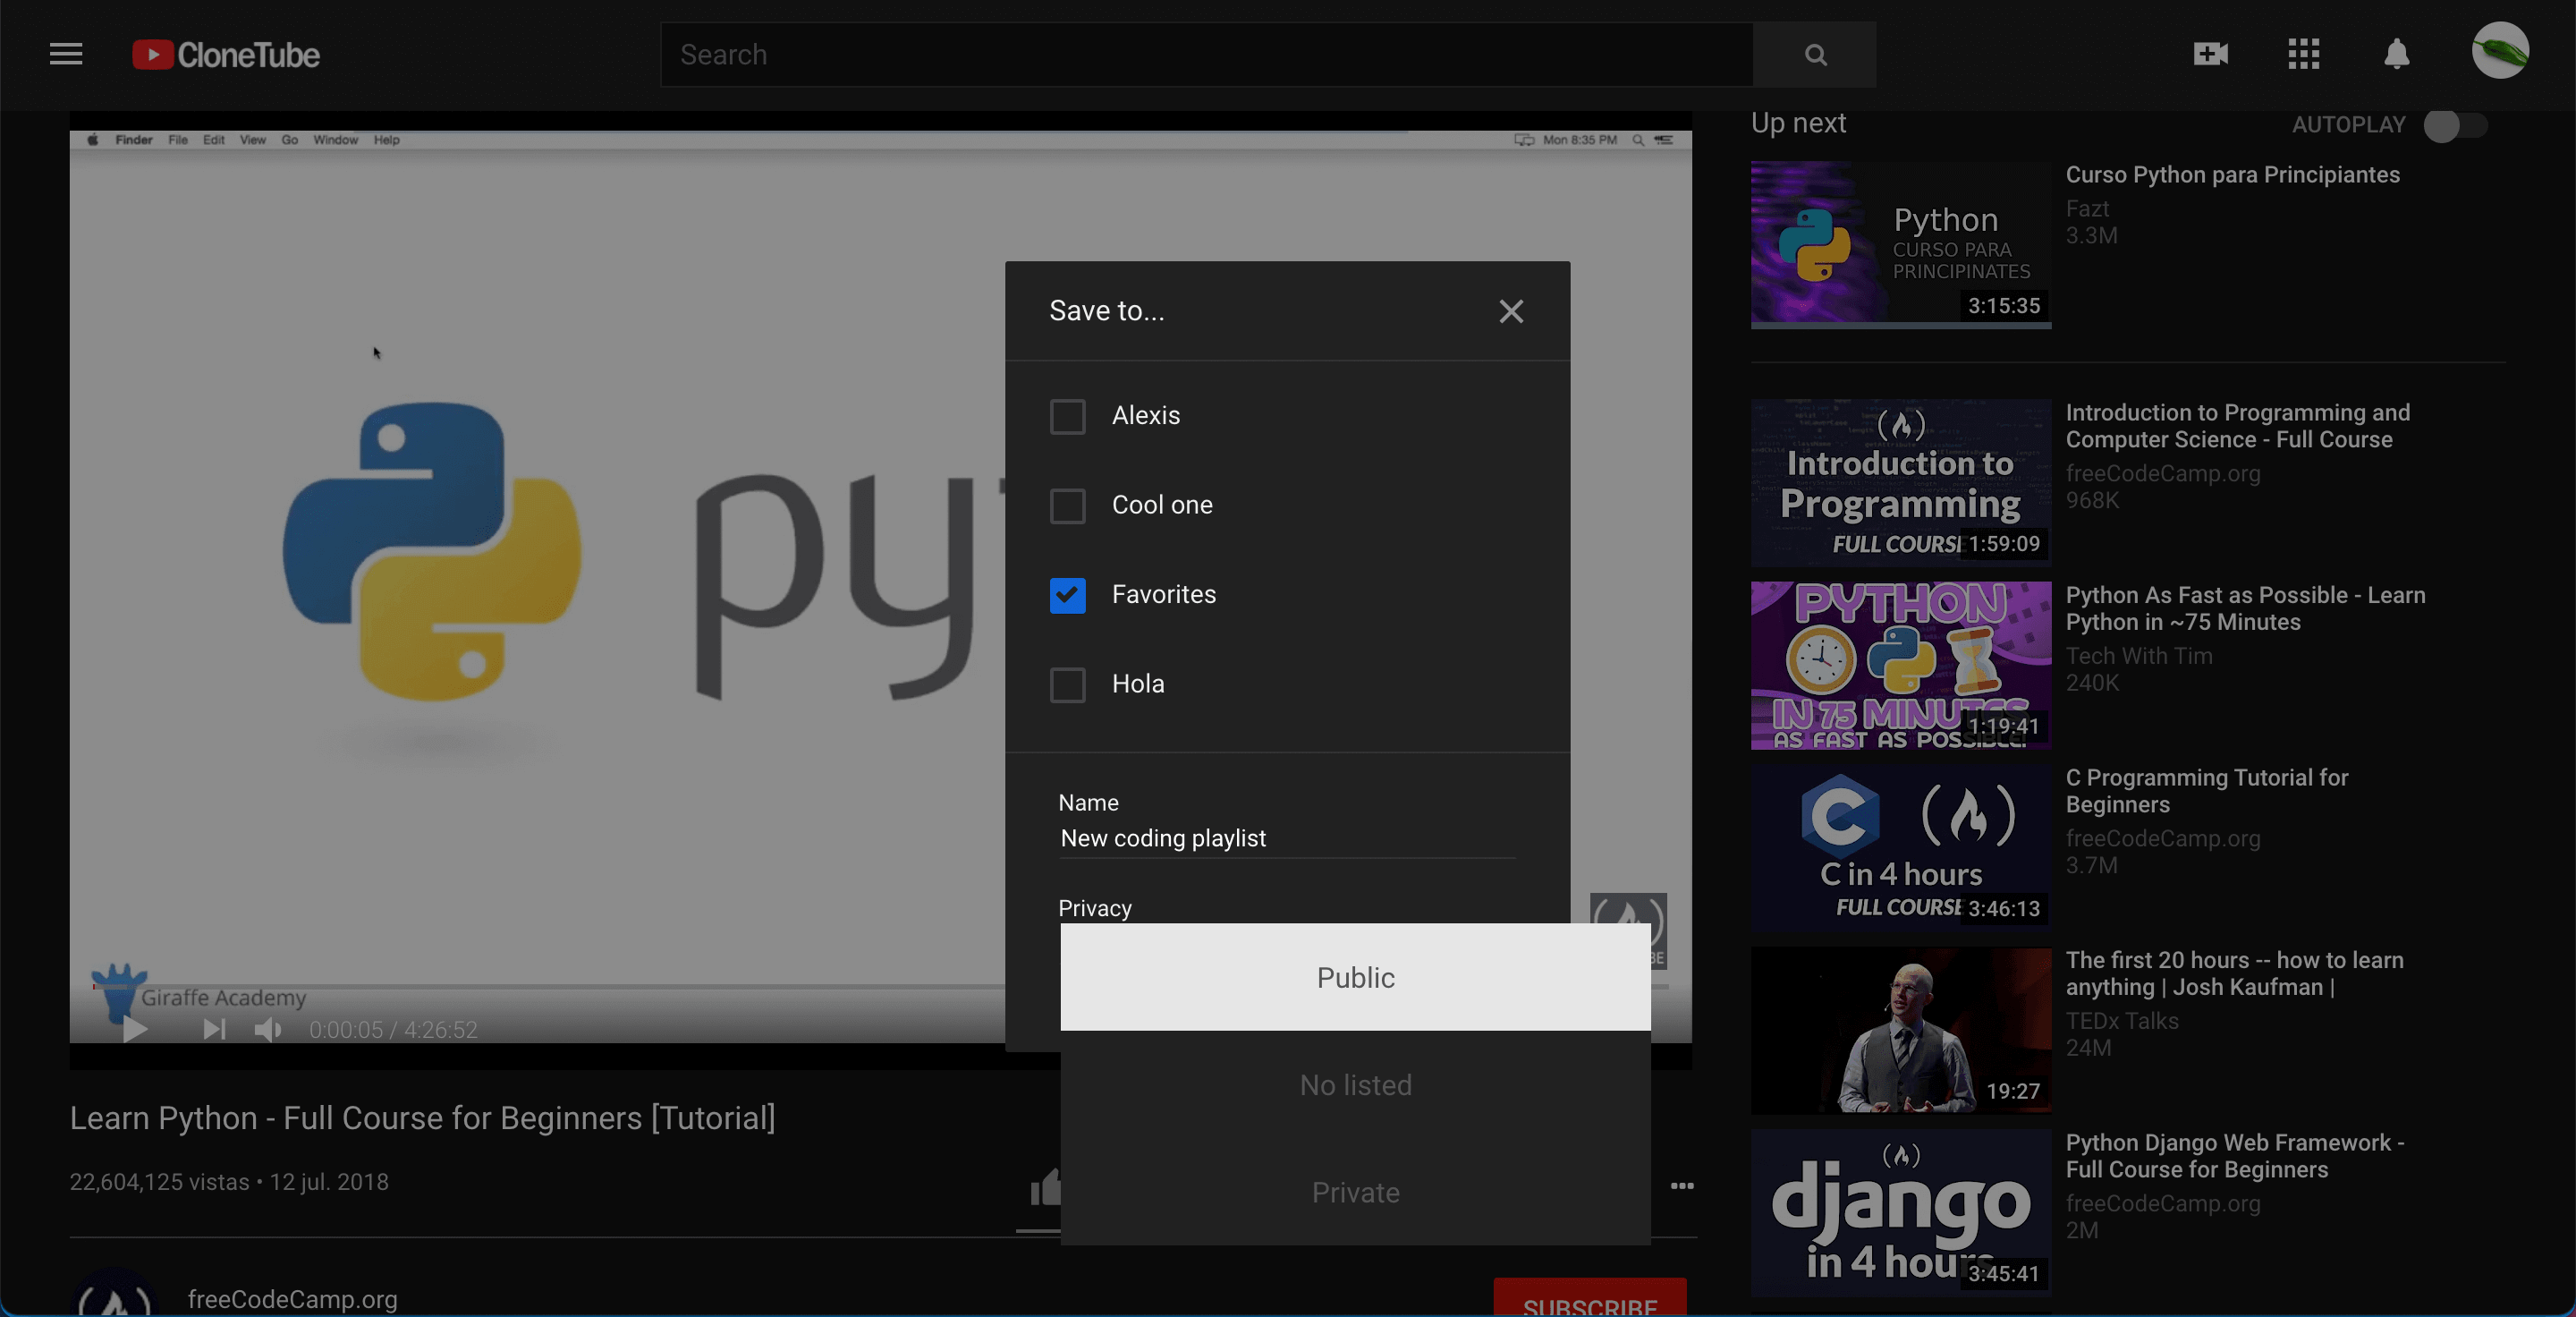 CloneTube
Search
Finder File Edit View Go Window Help
Mon 8:35 PM
py
Giraffe Academy
0:00:05 / 4:26:52
Save to...
Alexis
Cool one
Favorites
Hola
Name
New coding playlist
Privacy
Public
No listed
Private
Learn Python - Full Course for Beginners [Tutorial]
22,604,125 vistas • 12 jul. 2018
freeCodeCamp.org
SUBSCRIBE
Up next
AUTOPLAY
Python
CURSO PARA
PRINCIPINATES
3:15:35
Curso Python para Principiantes
Fazt
3.3M
Introduction to
Programming
FULL COURSE
1:59:09
Introduction to Programming and
Computer Science - Full Course
freeCodeCamp.org
968K
PYTHON
IN 75 MINUTES
AS FAST AS POSSIBLE!
1:19:41
Python As Fast as Possible - Learn
Python in ~75 Minutes
Tech With Tim
240K
C
C in 4 hours
FULL COURSE
3:46:13
C Programming Tutorial for
Beginners
freeCodeCamp.org
3.7M
19:27
The first 20 hours -- how to learn
anything | Josh Kaufman |
TEDx Talks
24M
django
in 4 hours
3:45:41
Python Django Web Framework -
Full Course for Beginners
freeCodeCamp.org
2M